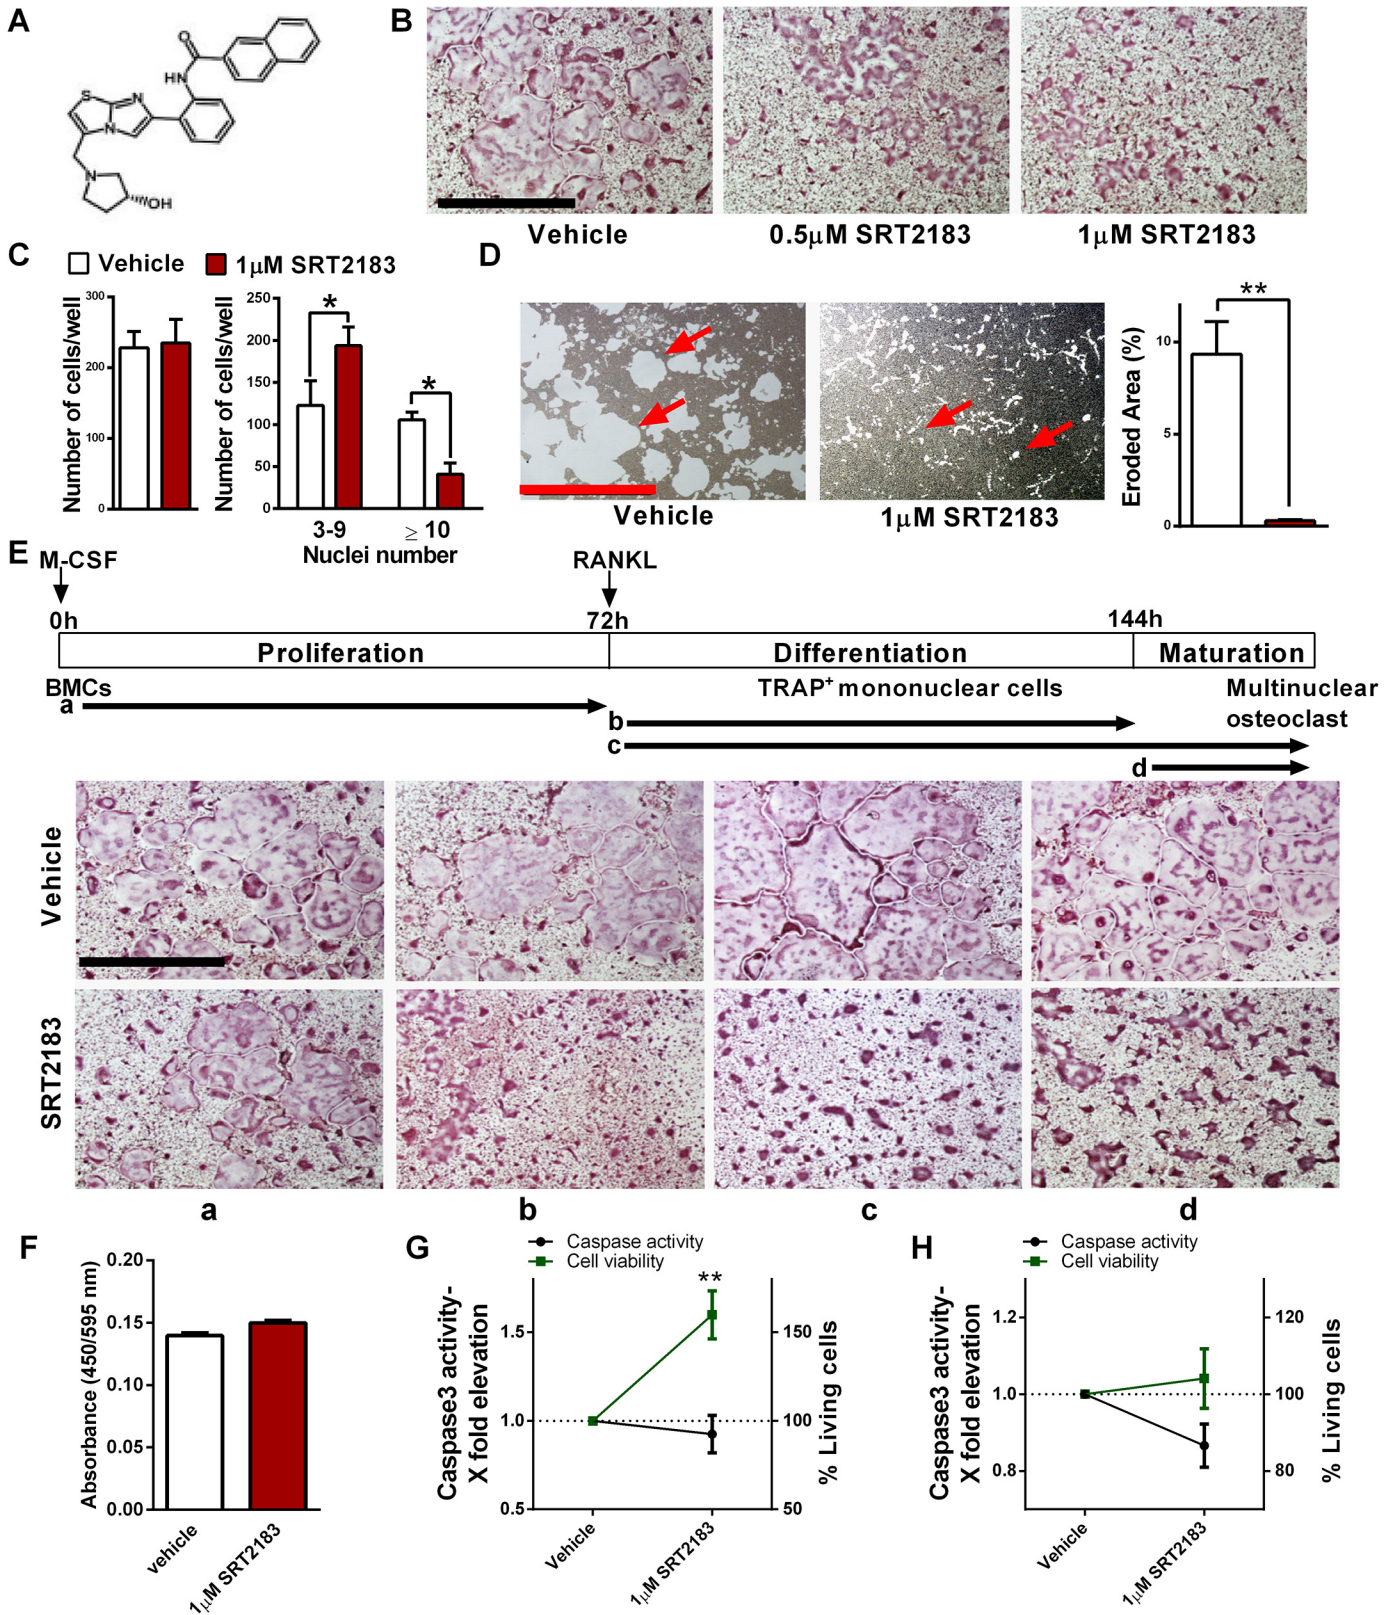 A
O
HN
S
N
N
N
OH
B
Vehicle
0.5μM SRT2183
1μM SRT2183
C
Vehicle
1μM SRT2183
Number of cells/well
300
200
100
0
Number of cells/well
250
200
150
100
50
0
*
*
3-9
≥ 10
Nuclei number
D
Vehicle
1μM SRT2183
Eroded Area (%)
10
5
0
**
E
M-CSF
RANKL
0h
72h
144h
Proliferation
Differentiation
Maturation
BMCs
TRAP+ mononuclear cells
Multinuclear
osteoclast
a
b
c
d
Vehicle
SRT2183
a
b
c
d
F
Absorbance (450/595 nm)
0.20
0.15
0.10
0.05
0.00
vehicle
1μM SRT2183
G
Caspase activity
Cell viability
**
Caspase3 activity-
X fold elevation
1.5
1.0
0.5
150
100
50
% Living cells
Vehicle
1μM SRT2183
H
Caspase activity
Cell viability
Caspase3 activity-
X fold elevation
1.2
1.0
0.8
120
100
80
% Living cells
Vehicle
1μM SRT2183